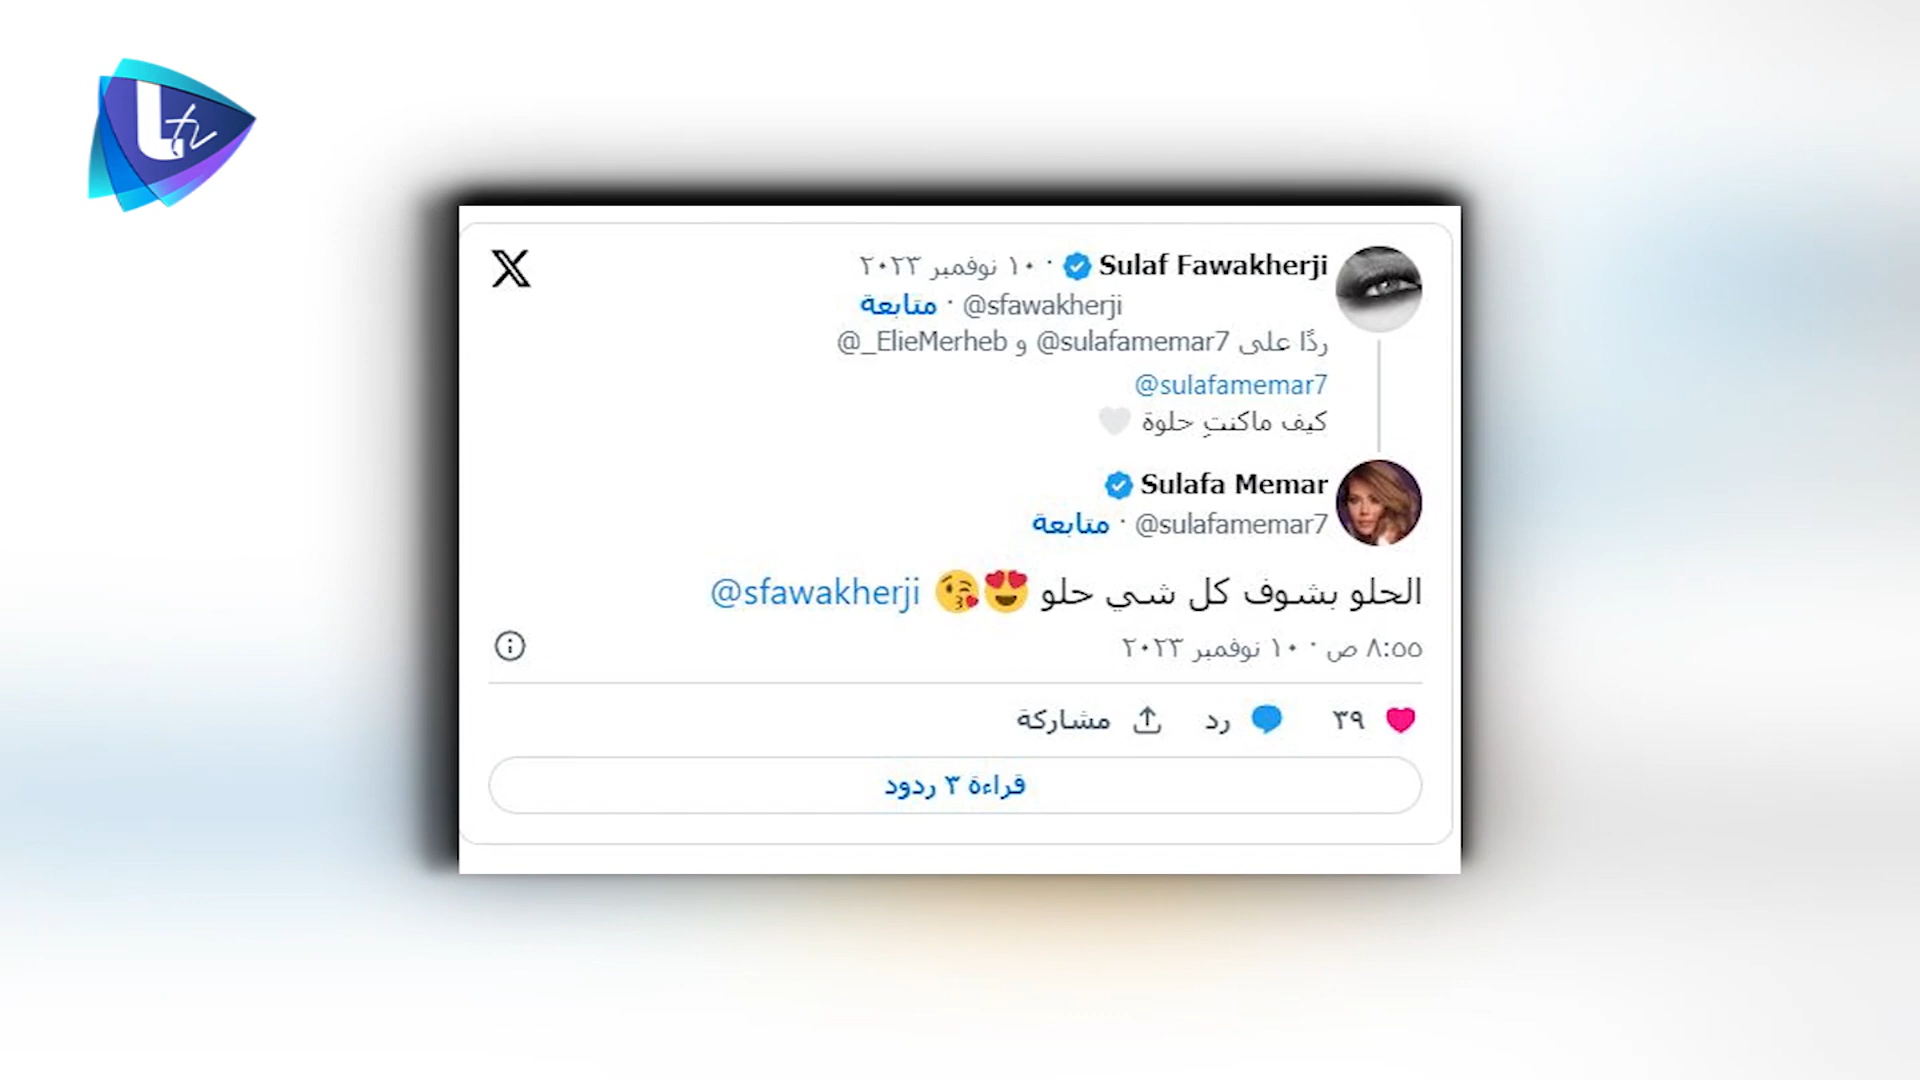 Ltv
Sulaf Fawakherji · ١٠ نوفمبر ٢٠٢٣
@sfawakherji · متابعة
ردًا على @sulafamemar7 و @_ElieMerheb
@sulafamemar7
كيف ماكنتِ حلوة 🤍
Sulafa Memar
@sulafamemar7 · متابعة
الحلو بشوف كل شي حلو 😍😘 @sfawakherji
٨:٥٥ ص · ١٠ نوفمبر ٢٠٢٣
٣٩ رد مشاركة
قراءة ٣ ردود